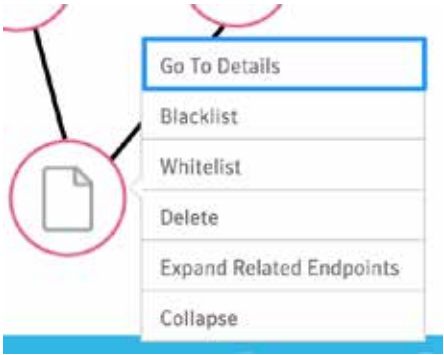 Go To Details
Blacklist
Whitelist
Delete
Expand Related Endpoints
Collapse